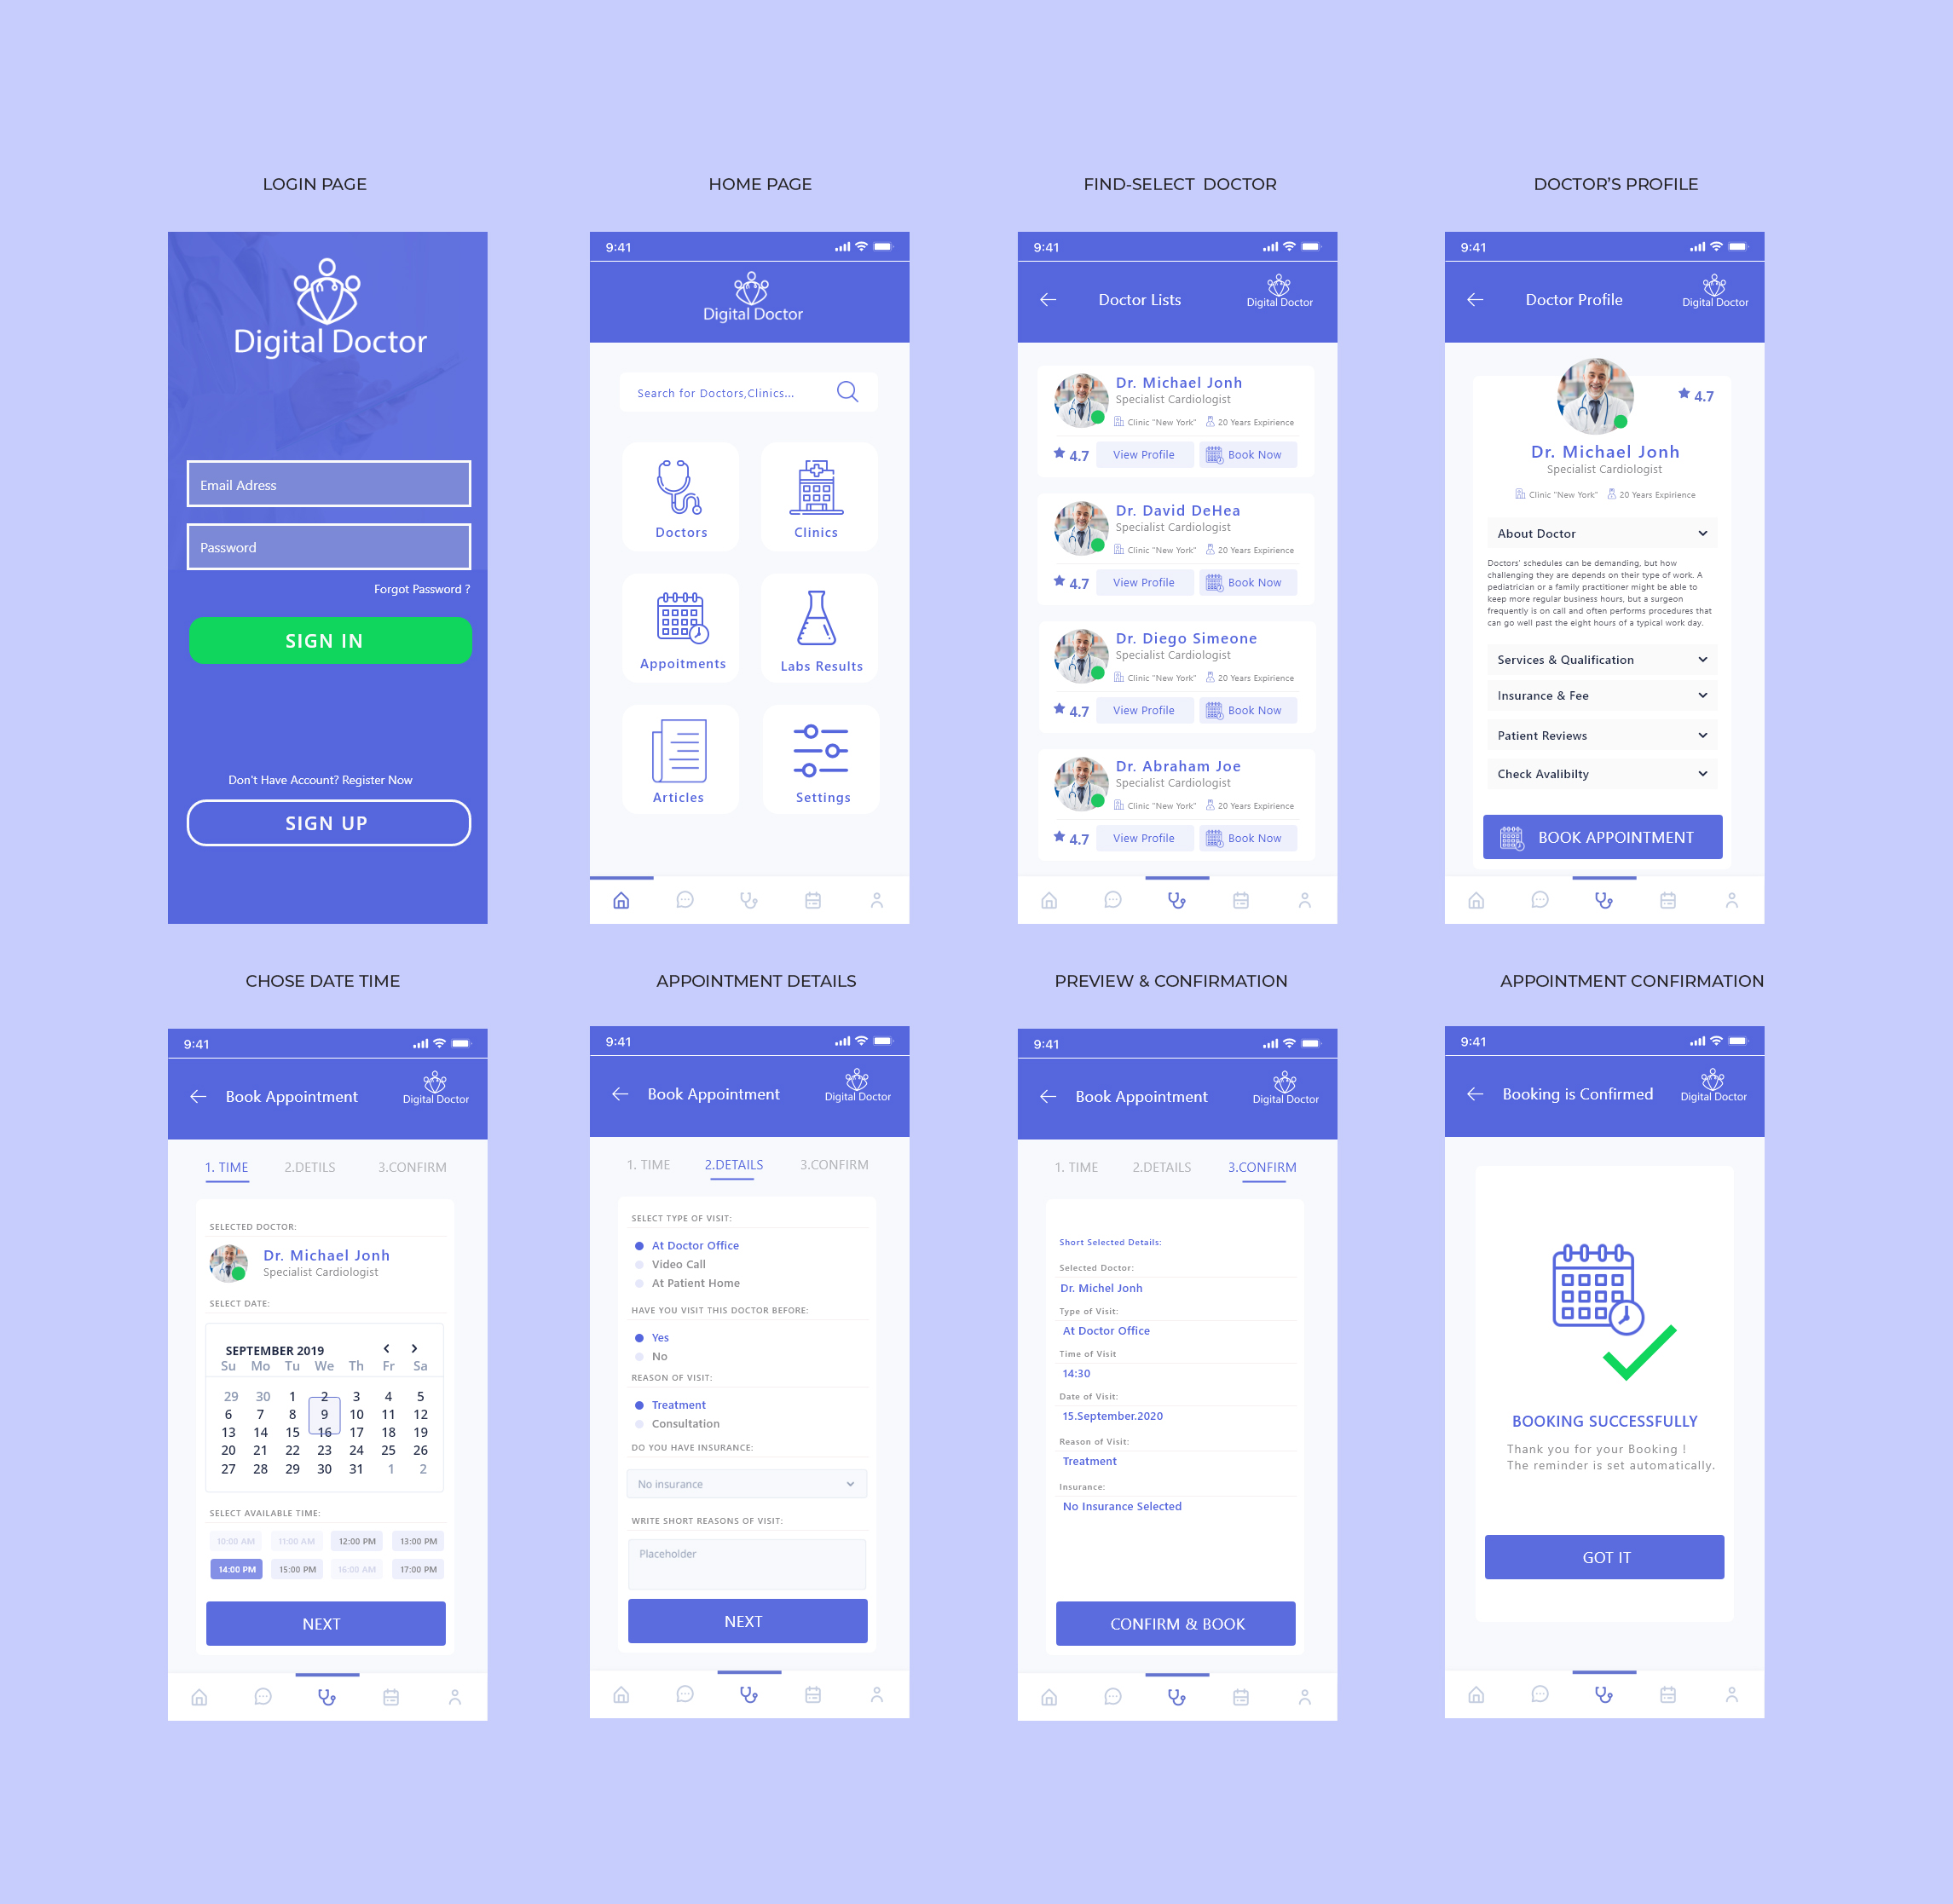 LOGIN PAGE
Digital Doctor
Email Adress
Password
Forgot Password ?
SIGN IN
Don't Have Account? Register Now
SIGN UP
HOME PAGE
9:41
Digital Doctor
Search for Doctors,Clinics...
Doctors
Clinics
Appoitments
Labs Results
Articles
Settings
FIND-SELECT DOCTOR
9:41
Doctor Lists
Digital Doctor
Dr. Michael Jonh
Specialist Cardiologist
Clinic "New York" 20 Years Expirience
4.7 View Profile Book Now
Dr. David DeHea
Specialist Cardiologist
Clinic "New York" 20 Years Expirience
4.7 View Profile Book Now
Dr. Diego Simeone
Specialist Cardiologist
Clinic "New York" 20 Years Expirience
4.7 View Profile Book Now
Dr. Abraham Joe
Specialist Cardiologist
Clinic "New York" 20 Years Expirience
4.7 View Profile Book Now
DOCTOR'S PROFILE
9:41
Doctor Profile
Digital Doctor
4.7
Dr. Michael Jonh
Specialist Cardiologist
Clinic "New York" 20 Years Expirience
About Doctor
Doctors' schedules can be demanding, but how
challenging they are depends on their type of work. A
pediatrician or a family practitioner might be able to
keep more regular business hours, but a surgeon
frequently is on call and often performs procedures that
can go well past the eight hours of a typical work day.
Services & Qualification
Insurance & Fee
Patient Reviews
Check Avalibilty
BOOK APPOINTMENT
CHOSE DATE TIME
9:41
Book Appointment
Digital Doctor
1. TIME 2.DETILS 3.CONFIRM
SELECTED DOCTOR:
Dr. Michael Jonh
Specialist Cardiologist
SELECT DATE:
SEPTEMBER 2019
Su Mo Tu We Th Fr Sa
29 30 1 2 3 4 5
6 7 8 9 10 11 12
13 14 15 16 17 18 19
20 21 22 23 24 25 26
27 28 29 30 31 1 2
SELECT AVAILABLE TIME:
10:00 AM 11:00 AM 12:00 PM 13:00 PM
14:00 PM 15:00 PM 16:00 AM 17:00 PM
NEXT
APPOINTMENT DETAILS
9:41
Book Appointment
Digital Doctor
1. TIME 2.DETAILS 3.CONFIRM
SELECT TYPE OF VISIT:
At Doctor Office
Video Call
At Patient Home
HAVE YOU VISIT THIS DOCTOR BEFORE:
Yes
No
REASON OF VISIT:
Treatment
Consultation
DO YOU HAVE INSURANCE:
No insurance
WRITE SHORT REASONS OF VISIT:
Placeholder
NEXT
PREVIEW & CONFIRMATION
9:41
Book Appointment
Digital Doctor
1. TIME 2.DETAILS 3.CONFIRM
Short Selected Details:
Selected Doctor:
Dr. Michel Jonh
Type of Visit:
At Doctor Office
Time of Visit
14:30
Date of Visit:
15.September.2020
Reason of Visit:
Treatment
Insurance:
No Insurance Selected
CONFIRM & BOOK
APPOINTMENT CONFIRMATION
9:41
Booking is Confirmed
Digital Doctor
BOOKING SUCCESSFULLY
Thank you for your Booking !
The reminder is set automatically.
GOT IT